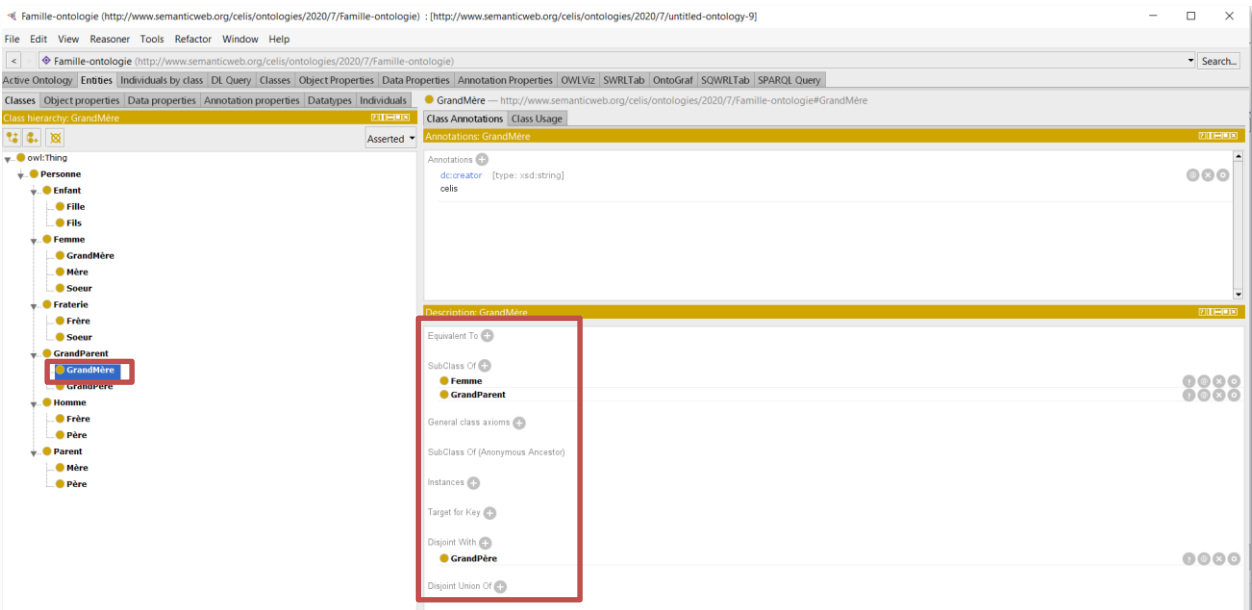 Famille-ontologie (http://www.semanticweb.org/celis/ontologies/2020/7/Famille-ontologie) : [http://www.semanticweb.org/celis/ontologies/2020/7/untitled-ontology-9]
File Edit View Reasoner Tools Refactor Window Help
< Famille-ontologie (http://www.semanticweb.org/celis/ontologies/2020/7/Famille-ontologie) Search...
Active Ontology Entities Individuals by class DL Query Classes Object Properties Data Properties Annotation Properties OWLViz SWRLTab OntoGraf SQWRLTab SPARQL Query
Classes Object properties Data properties Annotation properties Datatypes Individuals
Class hierarchy: GrandMère
Asserted
owl:Thing
Personne
Enfant
Fille
Fils
Femme
GrandMère
Mère
Soeur
Fraterie
Frère
Soeur
GrandParent
GrandMère
GrandPère
Homme
Frère
Père
Parent
Mère
Père
GrandMère — http://www.semanticweb.org/celis/ontologies/2020/7/Famille-ontologie#GrandMère
Class Annotations Class Usage
Annotations: GrandMère
Annotations
dc:creator [type: xsd:string]
celis
Description: GrandMère
Equivalent To
SubClass Of
Femme
GrandParent
General class axioms
SubClass Of (Anonymous Ancestor)
Instances
Target for Key
Disjoint With
GrandPère
Disjoint Union Of